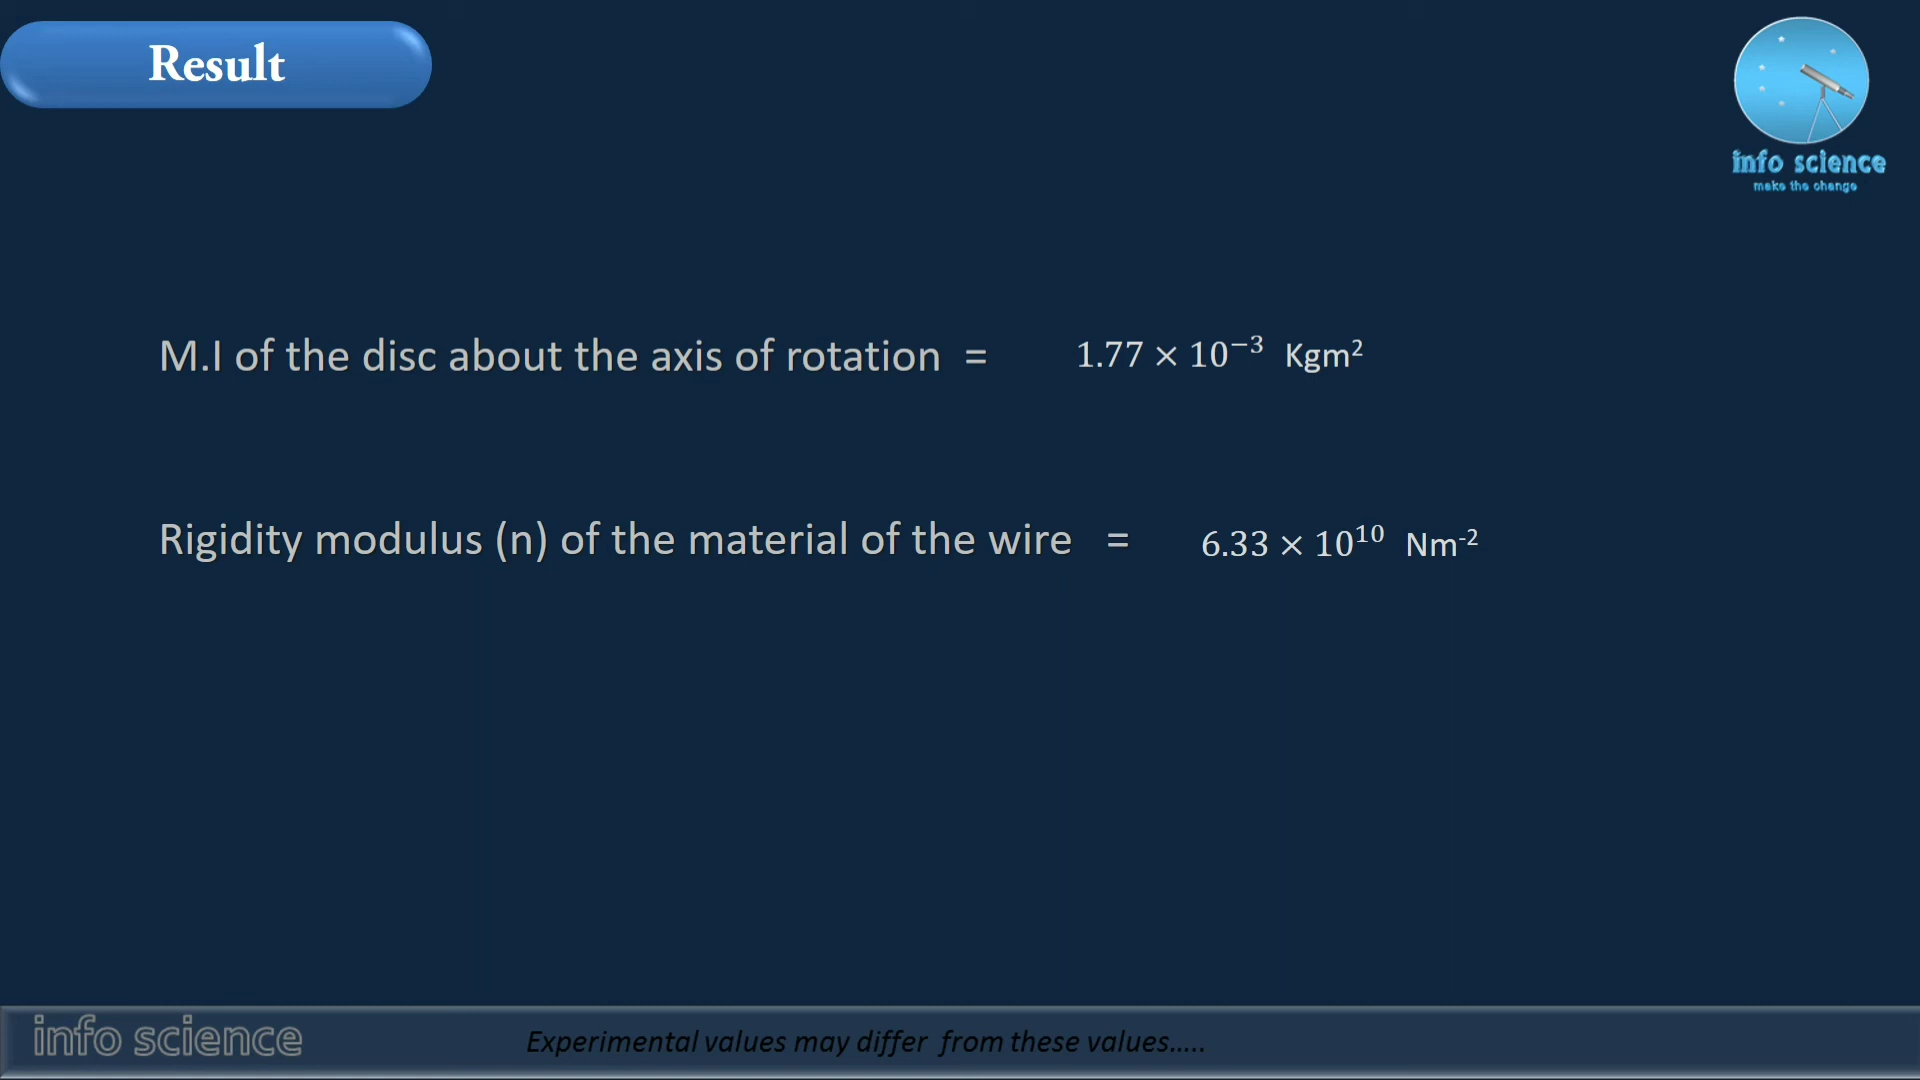 Result
info science
make the change
M.I of the disc about the axis of rotation = 1.77 × 10⁻³ Kgm²
Rigidity modulus (n) of the material of the wire = 6.33 × 10¹⁰ Nm⁻²
info science
Experimental values may differ from these values.....